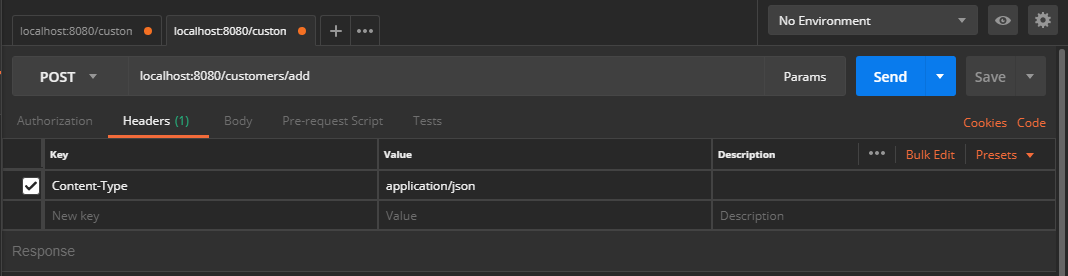 localhost:8080/custon
localhost:8080/custon
No Environment
POST
localhost:8080/customers/add
Params
Send
Save
Authorization
Headers (1)
Body
Pre-request Script
Tests
Cookies
Code
Key
Value
Description
Bulk Edit
Presets
Content-Type
application/json
New key
Value
Description
Response